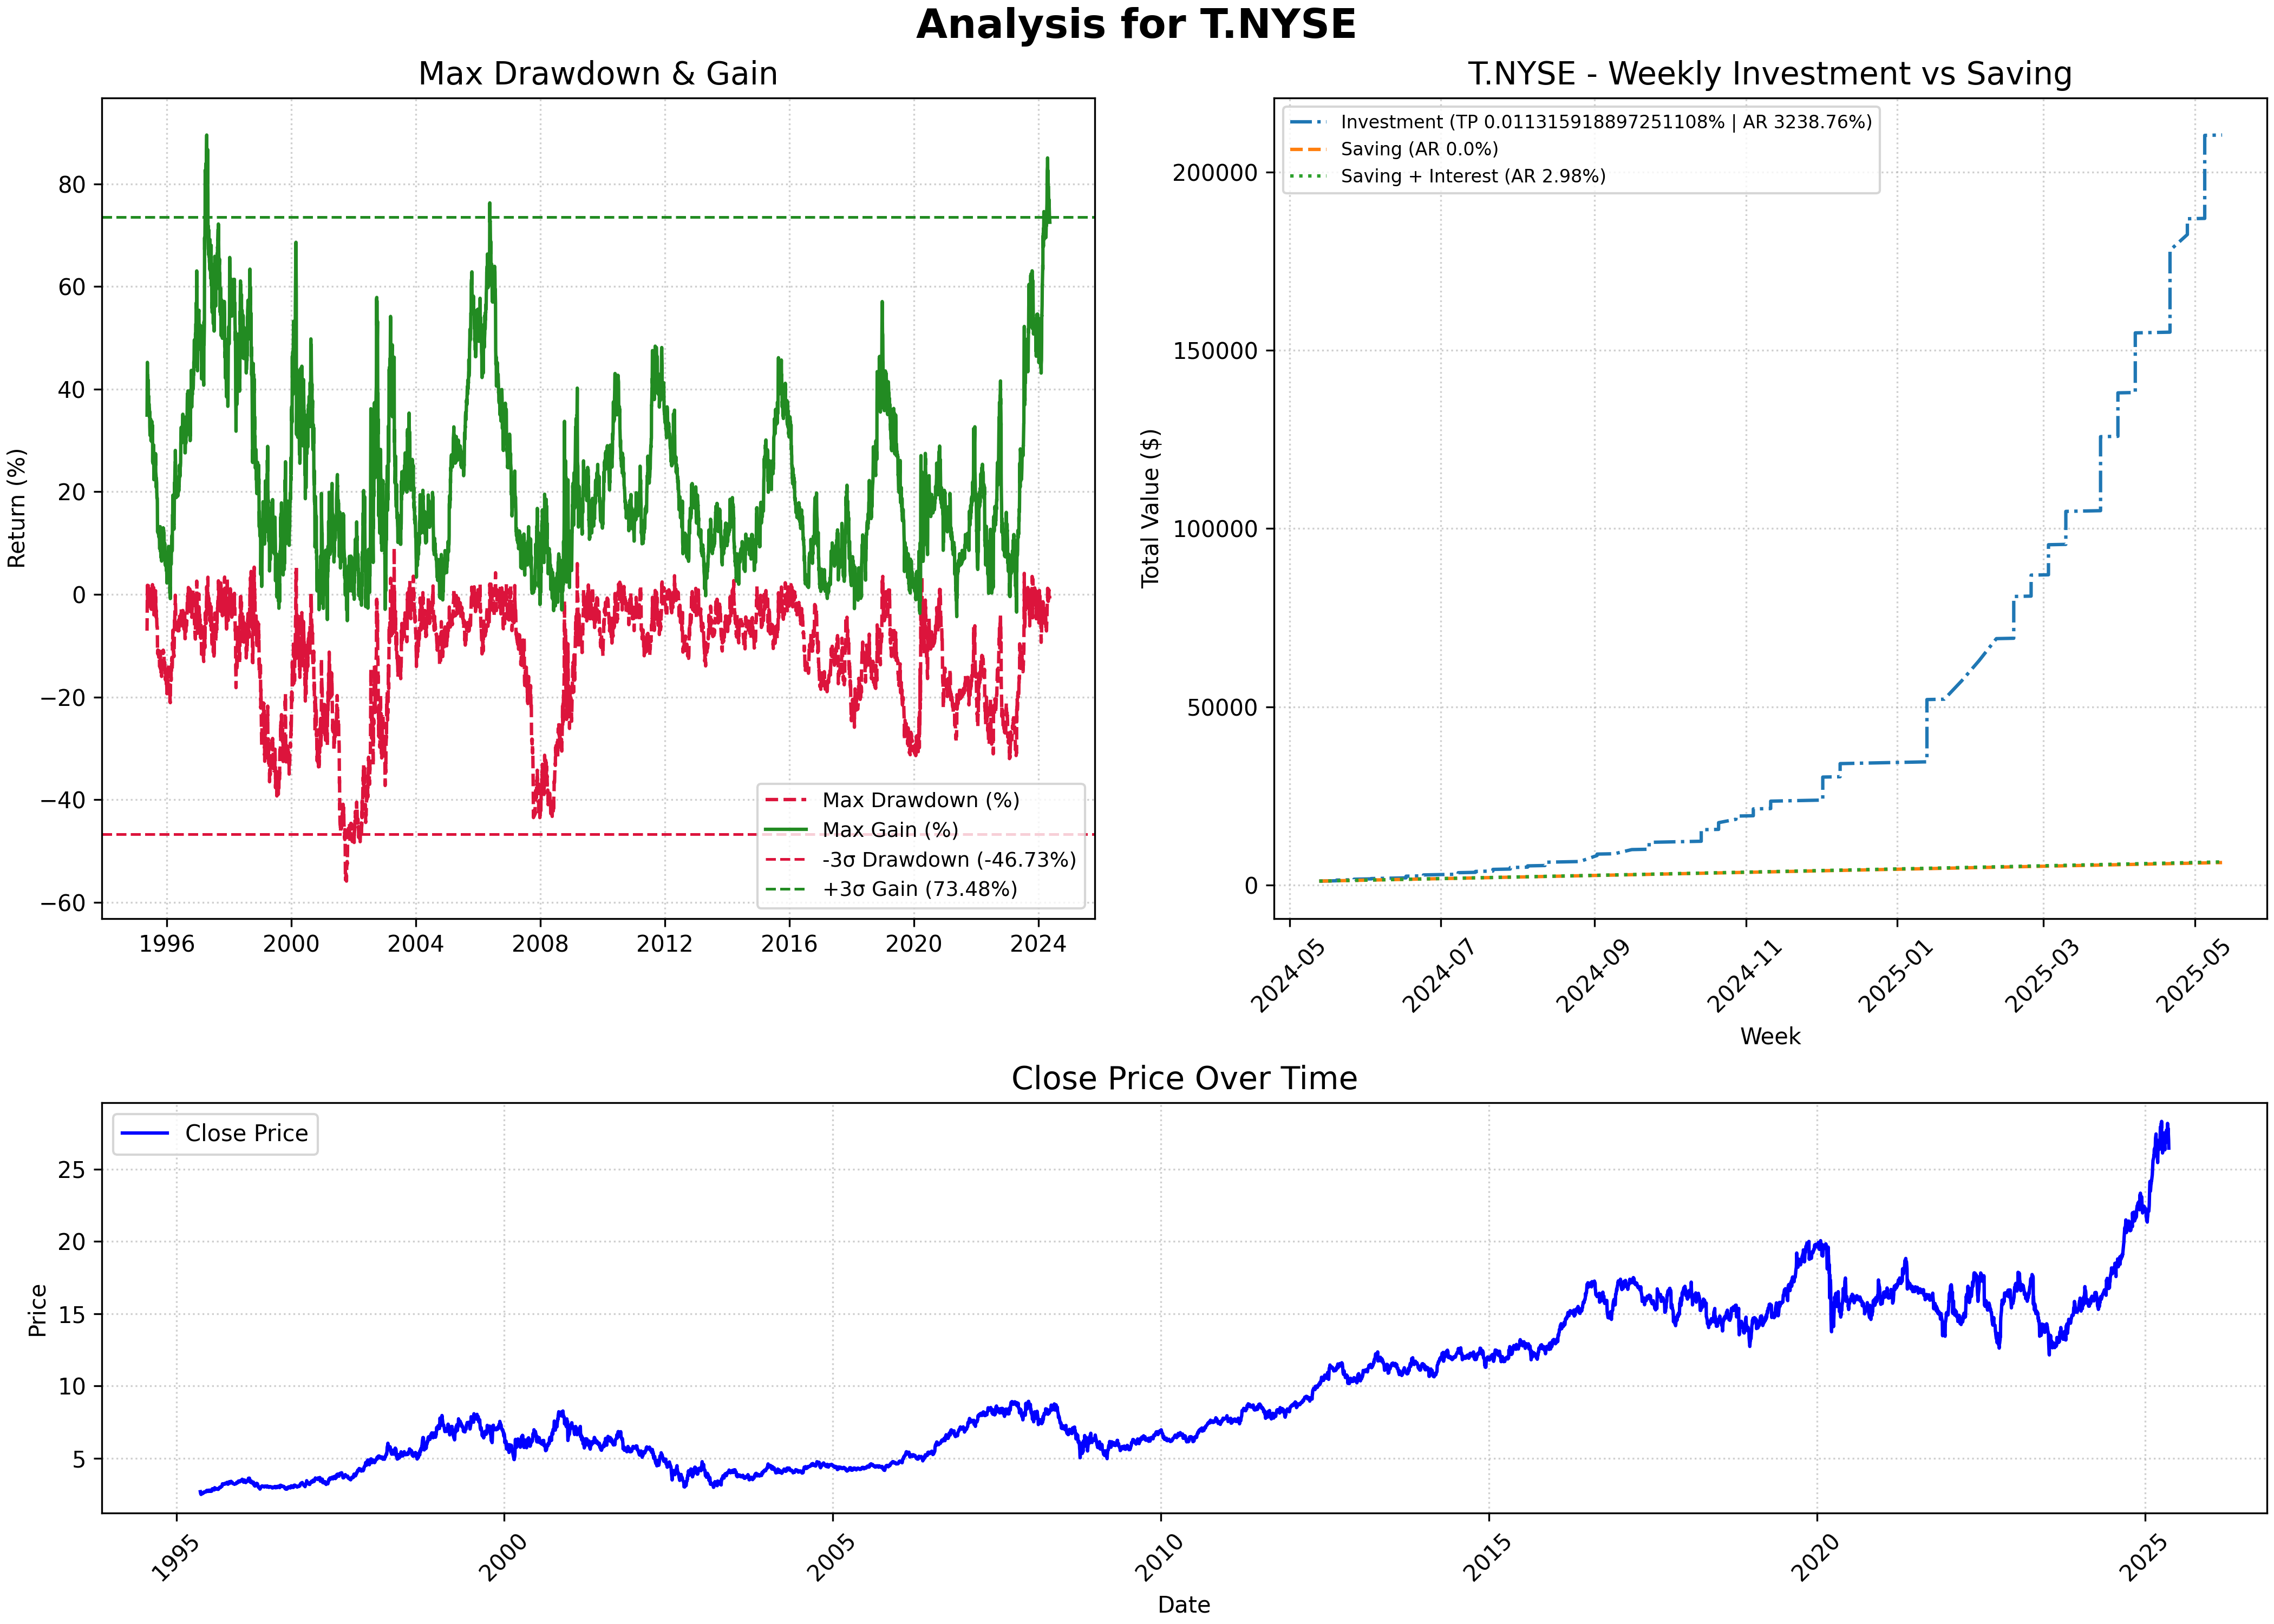 Analysis for T.NYSE
Max Drawdown & Gain
Return (%)
80
60
40
20
0
−20
−40
−60
1996
2000
2004
2008
2012
2016
2020
2024
Max Drawdown (%)
Max Gain (%)
-3σ Drawdown (-46.73%)
+3σ Gain (73.48%)
T.NYSE - Weekly Investment vs Saving
Investment (TP 0.011315918897251108% | AR 3238.76%)
Saving (AR 0.0%)
Saving + Interest (AR 2.98%)
Total Value ($)
200000
150000
100000
50000
0
2024-05
2024-07
2024-09
2024-11
2025-01
2025-03
2025-05
Week
Close Price Over Time
Close Price
Price
25
20
15
10
5
1995
2000
2005
2010
2015
2020
2025
Date